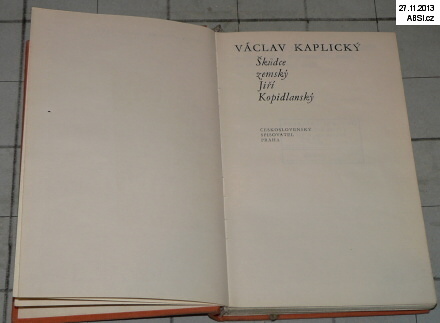 27.11.2013
ABSI.cz
VÁCLAV KAPLICKÝ
Škůdce
zemský
Jiří
Kopidlanský
ČESKOSLOVENSKÝ
SPISOVATEL
PRAHA